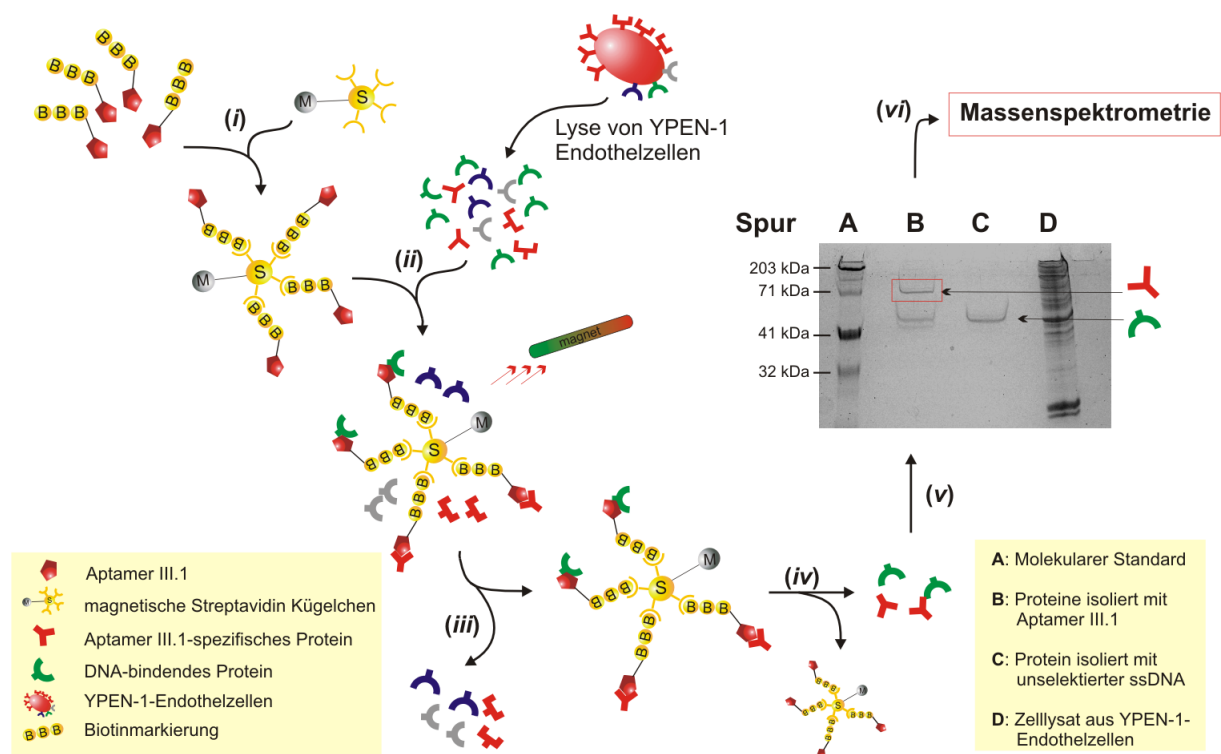 (i)
B B B
M
S
Lyse von YPEN-1
Endothelzellen
(ii)
magnet
(iii)
(iv)
(v)
(vi)
Massenspektrometrie
Spur A B C D
203 kDa
71 kDa
41 kDa
32 kDa
Aptamer III.1
magnetische Streptavidin Kügelchen
Aptamer III.1-spezifisches Protein
DNA-bindendes Protein
YPEN-1-Endothelzellen
BBB Biotinmarkierung
A: Molekularer Standard
B: Proteine isoliert mit
Aptamer III.1
C: Protein isoliert mit
unselektierter ssDNA
D: Zelllysat aus YPEN-1-
Endothelzellen